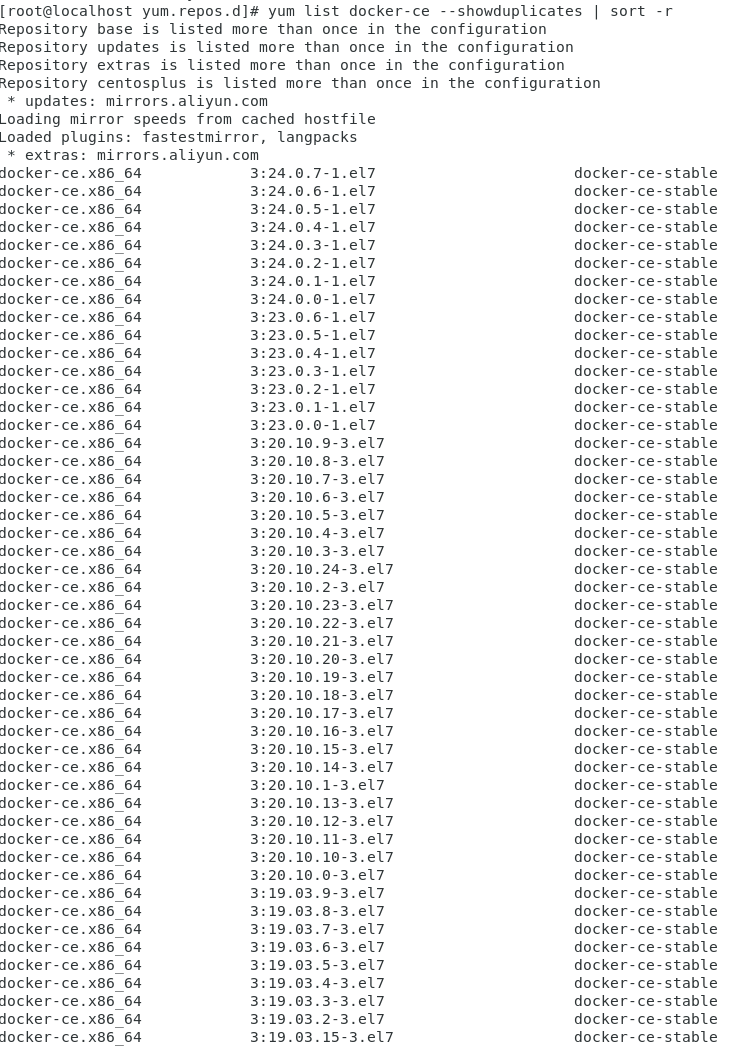 [root@localhost yum.repos.d]# yum list docker-ce --showduplicates | sort -r
Repository base is listed more than once in the configuration
Repository updates is listed more than once in the configuration
Repository extras is listed more than once in the configuration
Repository centosplus is listed more than once in the configuration
 * updates: mirrors.aliyun.com
Loading mirror speeds from cached hostfile
Loaded plugins: fastestmirror, langpacks
 * extras: mirrors.aliyun.com
docker-ce.x86_64            3:24.0.7-1.el7                      docker-ce-stable
docker-ce.x86_64            3:24.0.6-1.el7                      docker-ce-stable
docker-ce.x86_64            3:24.0.5-1.el7                      docker-ce-stable
docker-ce.x86_64            3:24.0.4-1.el7                      docker-ce-stable
docker-ce.x86_64            3:24.0.3-1.el7                      docker-ce-stable
docker-ce.x86_64            3:24.0.2-1.el7                      docker-ce-stable
docker-ce.x86_64            3:24.0.1-1.el7                      docker-ce-stable
docker-ce.x86_64            3:24.0.0-1.el7                      docker-ce-stable
docker-ce.x86_64            3:23.0.6-1.el7                      docker-ce-stable
docker-ce.x86_64            3:23.0.5-1.el7                      docker-ce-stable
docker-ce.x86_64            3:23.0.4-1.el7                      docker-ce-stable
docker-ce.x86_64            3:23.0.3-1.el7                      docker-ce-stable
docker-ce.x86_64            3:23.0.2-1.el7                      docker-ce-stable
docker-ce.x86_64            3:23.0.1-1.el7                      docker-ce-stable
docker-ce.x86_64            3:23.0.0-1.el7                      docker-ce-stable
docker-ce.x86_64            3:20.10.9-3.el7                     docker-ce-stable
docker-ce.x86_64            3:20.10.8-3.el7                     docker-ce-stable
docker-ce.x86_64            3:20.10.7-3.el7                     docker-ce-stable
docker-ce.x86_64            3:20.10.6-3.el7                     docker-ce-stable
docker-ce.x86_64            3:20.10.5-3.el7                     docker-ce-stable
docker-ce.x86_64            3:20.10.4-3.el7                     docker-ce-stable
docker-ce.x86_64            3:20.10.3-3.el7                     docker-ce-stable
docker-ce.x86_64            3:20.10.24-3.el7                    docker-ce-stable
docker-ce.x86_64            3:20.10.2-3.el7                     docker-ce-stable
docker-ce.x86_64            3:20.10.23-3.el7                    docker-ce-stable
docker-ce.x86_64            3:20.10.22-3.el7                    docker-ce-stable
docker-ce.x86_64            3:20.10.21-3.el7                    docker-ce-stable
docker-ce.x86_64            3:20.10.20-3.el7                    docker-ce-stable
docker-ce.x86_64            3:20.10.19-3.el7                    docker-ce-stable
docker-ce.x86_64            3:20.10.18-3.el7                    docker-ce-stable
docker-ce.x86_64            3:20.10.17-3.el7                    docker-ce-stable
docker-ce.x86_64            3:20.10.16-3.el7                    docker-ce-stable
docker-ce.x86_64            3:20.10.15-3.el7                    docker-ce-stable
docker-ce.x86_64            3:20.10.14-3.el7                    docker-ce-stable
docker-ce.x86_64            3:20.10.1-3.el7                     docker-ce-stable
docker-ce.x86_64            3:20.10.13-3.el7                    docker-ce-stable
docker-ce.x86_64            3:20.10.12-3.el7                    docker-ce-stable
docker-ce.x86_64            3:20.10.11-3.el7                    docker-ce-stable
docker-ce.x86_64            3:20.10.10-3.el7                    docker-ce-stable
docker-ce.x86_64            3:20.10.0-3.el7                     docker-ce-stable
docker-ce.x86_64            3:19.03.9-3.el7                     docker-ce-stable
docker-ce.x86_64            3:19.03.8-3.el7                     docker-ce-stable
docker-ce.x86_64            3:19.03.7-3.el7                     docker-ce-stable
docker-ce.x86_64            3:19.03.6-3.el7                     docker-ce-stable
docker-ce.x86_64            3:19.03.5-3.el7                     docker-ce-stable
docker-ce.x86_64            3:19.03.4-3.el7                     docker-ce-stable
docker-ce.x86_64            3:19.03.3-3.el7                     docker-ce-stable
docker-ce.x86_64            3:19.03.2-3.el7                     docker-ce-stable
docker-ce.x86_64            3:19.03.15-3.el7                    docker-ce-stable